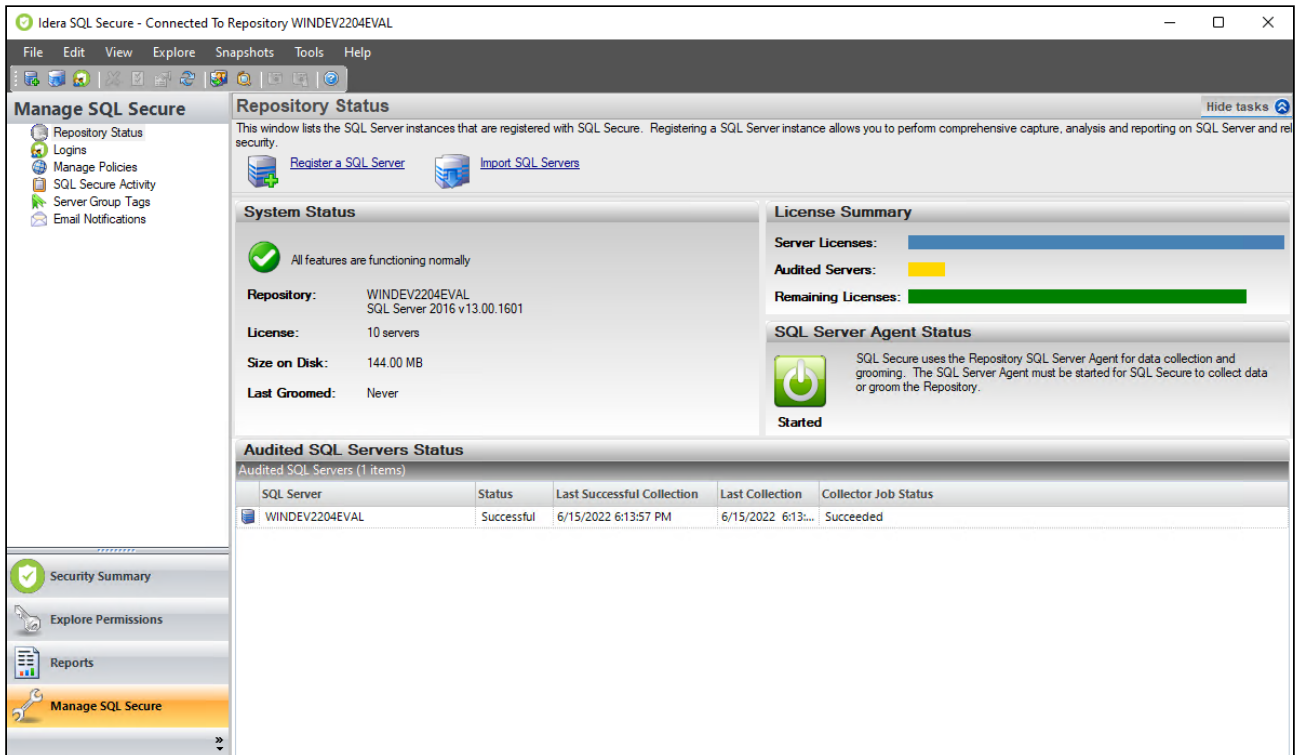 Idera SQL Secure - Connected To Repository WINDEV2204EVAL
File Edit View Explore Snapshots Tools Help
Manage SQL Secure
Repository Status
Logins
Manage Policies
SQL Secure Activity
Server Group Tags
Email Notifications
Security Summary
Explore Permissions
Reports
Manage SQL Secure
Repository Status
Hide tasks
This window lists the SQL Server instances that are registered with SQL Secure. Registering a SQL Server instance allows you to perform comprehensive capture, analysis and reporting on SQL Server and rel
security.
Register a SQL Server
Import SQL Servers
System Status
All features are functioning normally
Repository: WINDEV2204EVAL
SQL Server 2016 v13.00.1601
License: 10 servers
Size on Disk: 144.00 MB
Last Groomed: Never
License Summary
Server Licenses:
Audited Servers:
Remaining Licenses:
SQL Server Agent Status
SQL Secure uses the Repository SQL Server Agent for data collection and
grooming. The SQL Server Agent must be started for SQL Secure to collect data
or groom the Repository.
Started
Audited SQL Servers Status
Audited SQL Servers (1 items)
SQL Server Status Last Successful Collection Last Collection Collector Job Status
WINDEV2204EVAL Successful 6/15/2022 6:13:57 PM 6/15/2022 6:13:... Succeeded